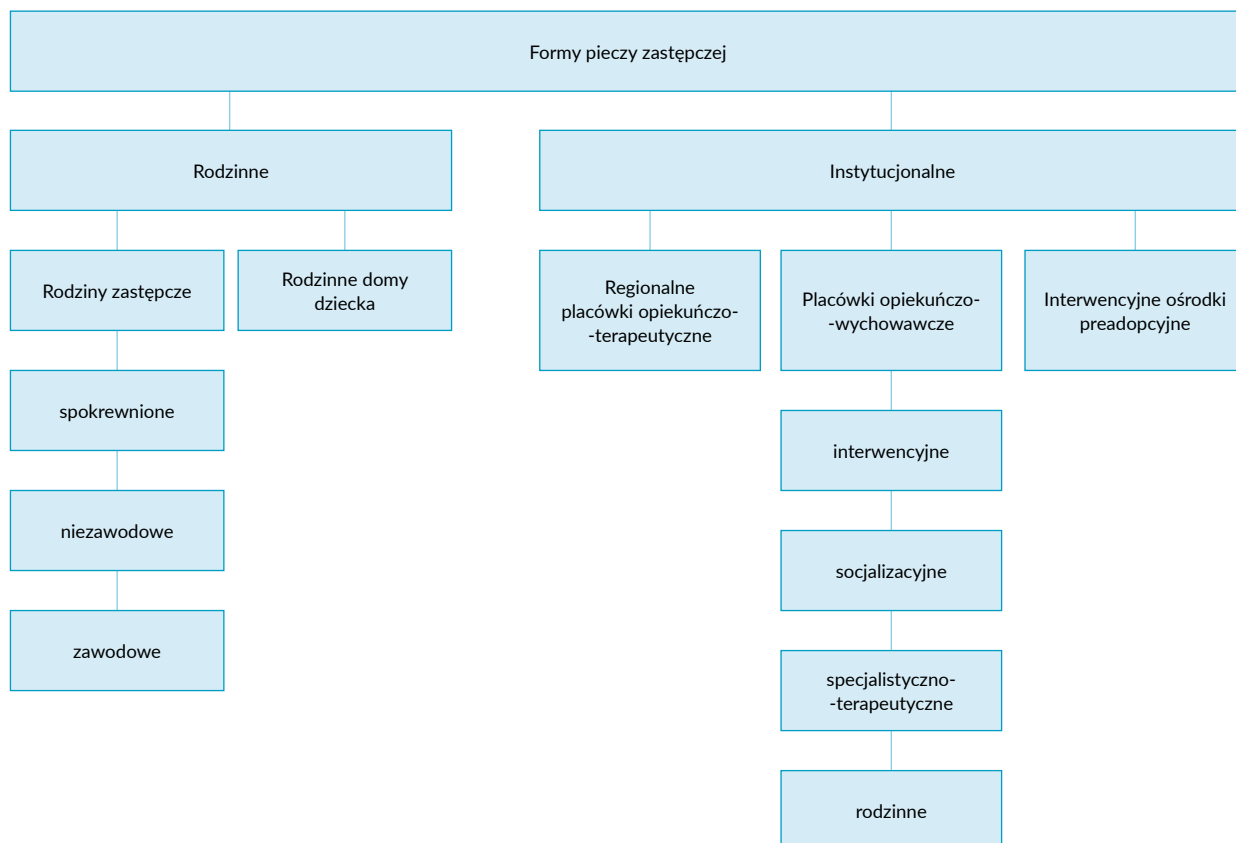 Formy pieczy zastępczej
Rodzinne
Instytucjonalne
Rodziny zastępcze
Rodzinne domy
dziecka
Regionalne
placówki opiekuńczo-
-terapeutyczne
Placówki opiekuńczo-
-wychowawcze
Interwencyjne ośrodki
preadopcyjne
spokrewnione
niezawodowe
zawodowe
interwencyjne
socjalizacyjne
specjalistyczno-
-terapeutyczne
rodzinne